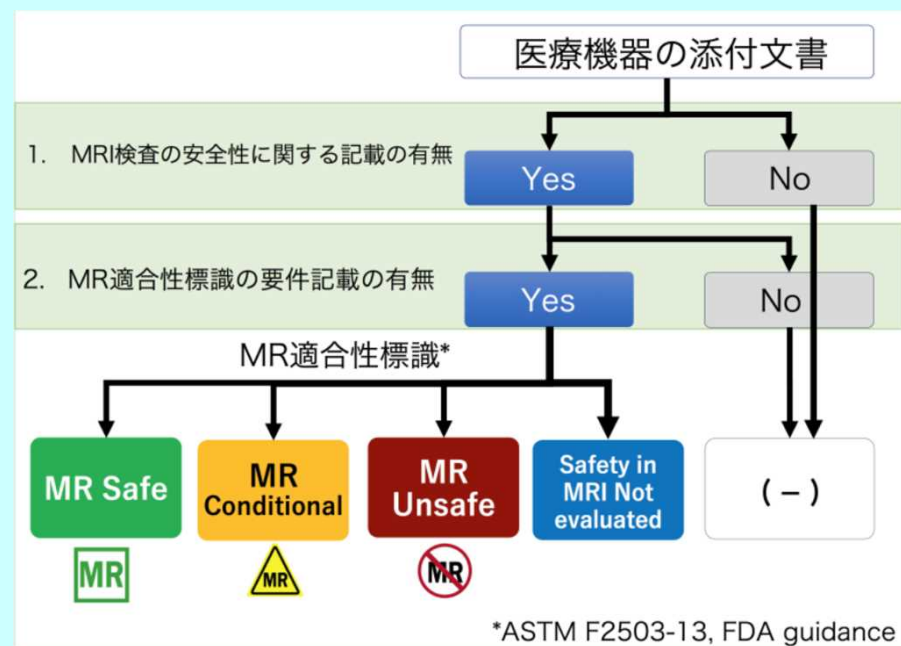 医療機器の添付文書
1. MRI検査の安全性に関する記載の有無
Yes
No
2. MR適合性標識の要件記載の有無
Yes
No
MR適合性標識*
MR Safe
MR
Conditional
MR
Unsafe
Safety in
MRI Not
evaluated
(−)
MR
MR
MR
*ASTM F2503-13, FDA guidance